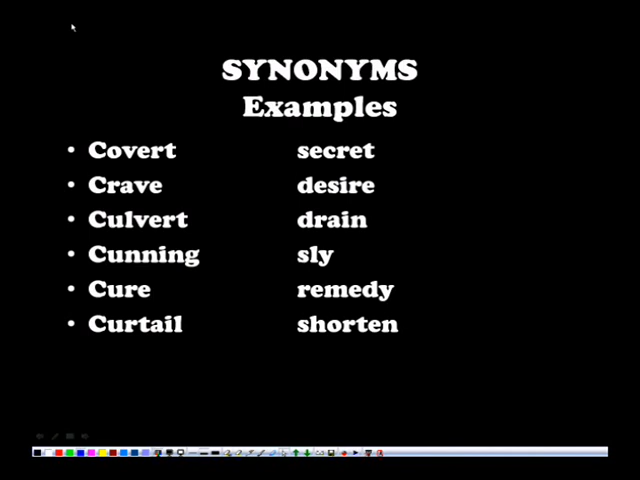 SYNONYMS
Examples
• Covert secret
• Crave desire
• Culvert drain
• Cunning sly
• Cure remedy
• Curtail shorten